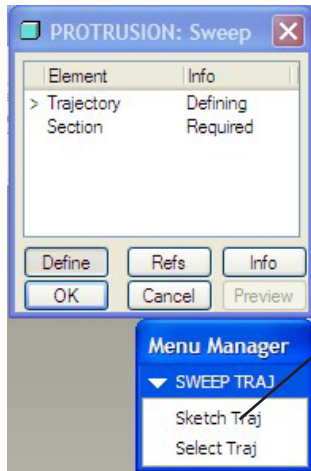 PROTRUSION: Sweep
Element Info
> Trajectory Defining
Section Required
Define Refs Info
OK Cancel Preview
Menu Manager
SWEEP TRAJ
Sketch Traj
Select Traj